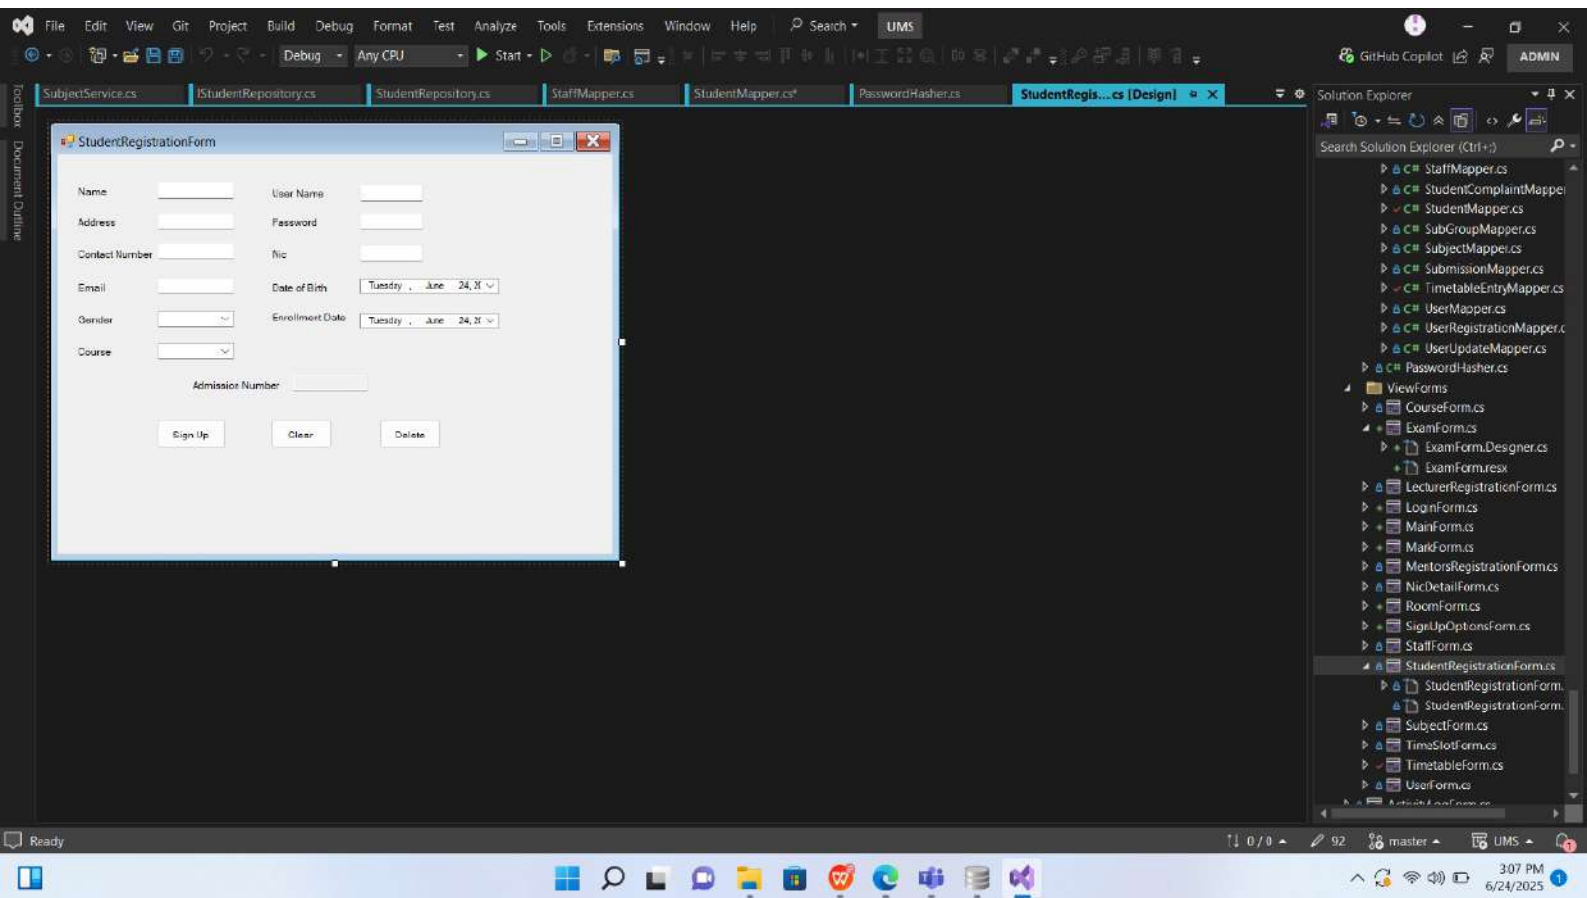 File Edit View Git Project Build Debug Format Test Analyze Tools Extensions Window Help Search UMS
Debug Any CPU Start GitHub Copilot ADMIN
Toolbox
Document Outline
SubjectService.cs IStudentRepository.cs StudentRepository.cs StaffMapper.cs StudentMapper.cs* PasswordHasher.cs StudentRegis...cs [Design]
StudentRegistrationForm
Name User Name
Address Password
Contact Number Nic
Email Date of Birth Tuesday , June 24, 2
Gender Enrollment Date Tuesday , June 24, 2
Course
Admission Number
Sign Up Clear Delete
Solution Explorer
Search Solution Explorer (Ctrl+;)
C# StaffMapper.cs
C# StudentComplaintMapper
C# StudentMapper.cs
C# SubGroupMapper.cs
C# SubjectMapper.cs
C# SubmissionMapper.cs
C# TimetableEntryMapper.cs
C# UserMapper.cs
C# UserRegistrationMapper.c
C# UserUpdateMapper.cs
C# PasswordHasher.cs
ViewForms
CourseForm.cs
ExamForm.cs
ExamForm.Designer.cs
ExamForm.resx
LecturerRegistrationForm.cs
LoginForm.cs
MainForm.cs
MarkForm.cs
MentorsRegistrationForm.cs
NicDetailForm.cs
RoomForm.cs
SignUpOptionsForm.cs
StaffForm.cs
StudentRegistrationForm.cs
StudentRegistrationForm.
StudentRegistrationForm.
SubjectForm.cs
TimeSlotForm.cs
TimetableForm.cs
UserForm.cs
ActivityLogForm.cs
Ready 0 / 0 92 master UMS 1
3:07 PM
6/24/2025 1